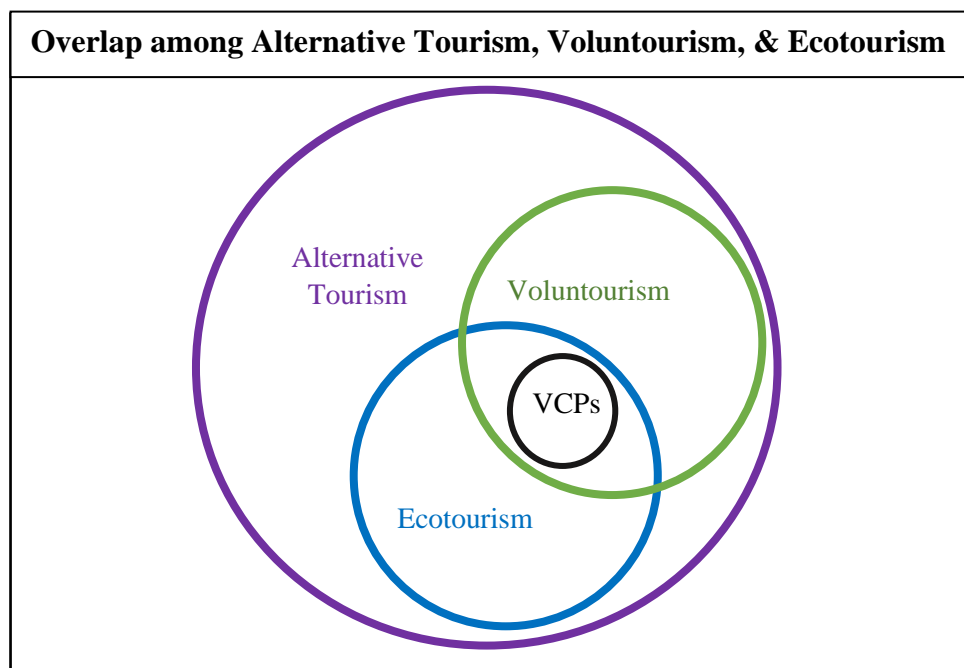 Overlap among Alternative Tourism, Voluntourism, & Ecotourism
Alternative
Tourism
Voluntourism
VCPs
Ecotourism